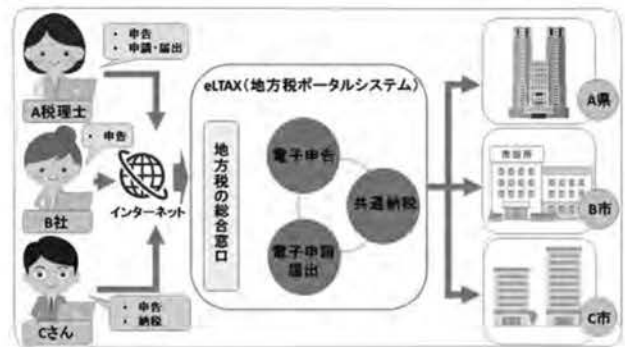 ・ 申告
・ 申請・届出
A税理士
・ 申告
B社
インターネット
・ 申告
・ 納税
Cさん
eLTAX(地方税ポータルシステム)
地方税の総合窓口
電子申告
共通納税
電子申請
届出
A県
市役所
B市
C市